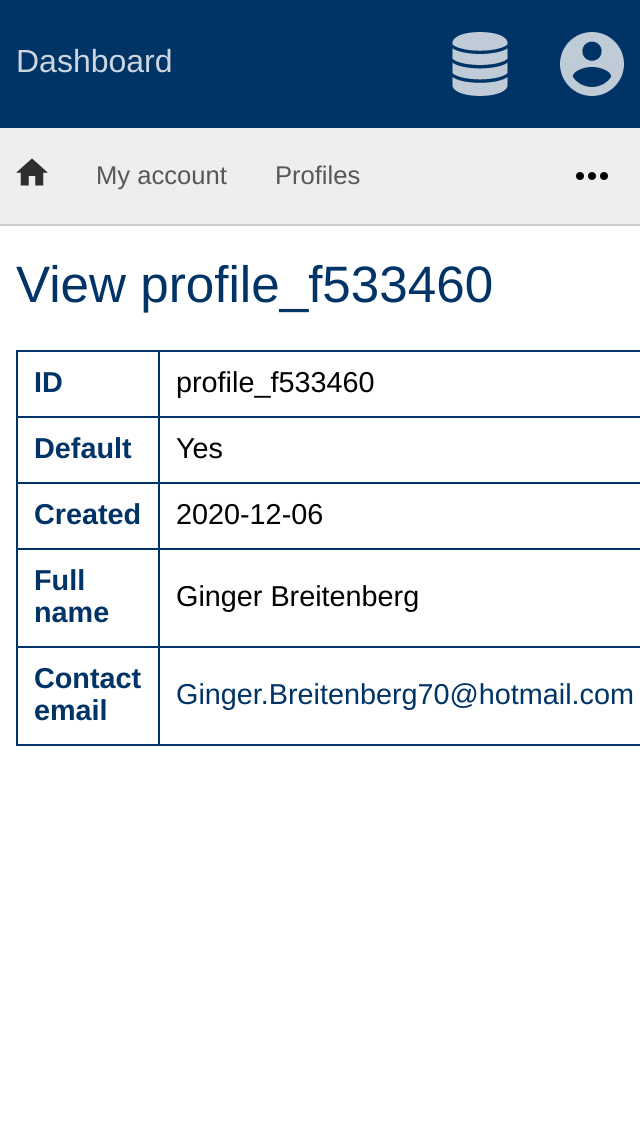 Dashboard
My account Profiles
View profile_f533460
ID profile_f533460
Default Yes
Created 2020-12-06
Full
name
Ginger Breitenberg
Contact
email
Ginger.Breitenberg70@hotmail.com